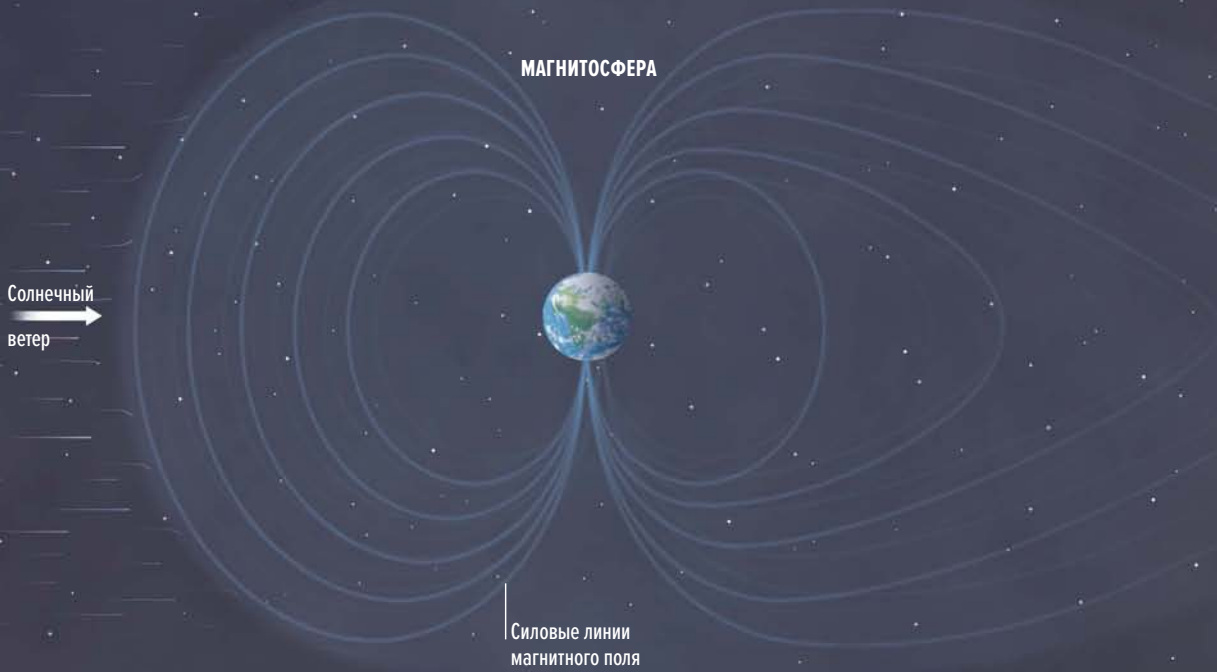 МАГНИТОСФЕРА
Солнечный
ветер
Силовые линии
магнитного поля